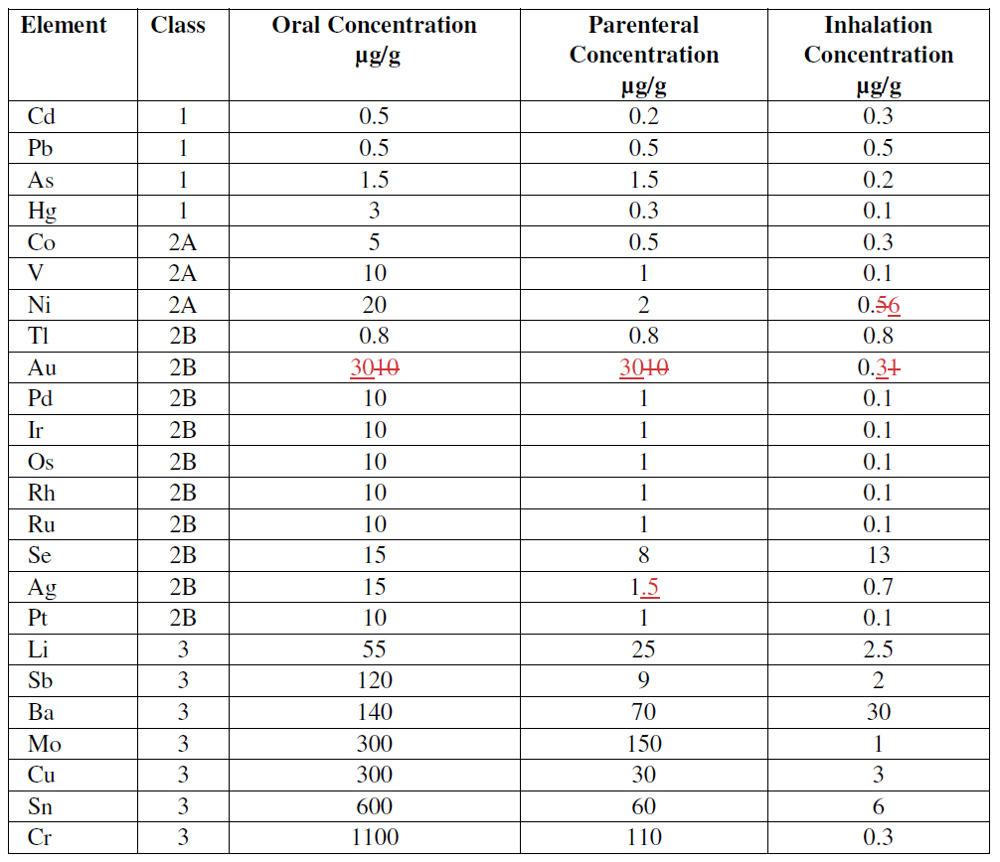 Element Class Oral Concentration Parenteral Inhalation
µg/g Concentration Concentration
µg/g µg/g
Cd 1 0.5 0.2 0.3
Pb 1 0.5 0.5 0.5
As 1 1.5 1.5 0.2
Hg 1 3 0.3 0.1
Co 2A 5 0.5 0.3
V 2A 10 1 0.1
Ni 2A 20 2 0.56
Tl 2B 0.8 0.8 0.8
Au 2B 3010 3010 0.31
Pd 2B 10 1 0.1
Ir 2B 10 1 0.1
Os 2B 10 1 0.1
Rh 2B 10 1 0.1
Ru 2B 10 1 0.1
Se 2B 15 8 13
Ag 2B 15 1.5 0.7
Pt 2B 10 1 0.1
Li 3 55 25 2.5
Sb 3 120 9 2
Ba 3 140 70 30
Mo 3 300 150 1
Cu 3 300 30 3
Sn 3 600 60 6
Cr 3 1100 110 0.3